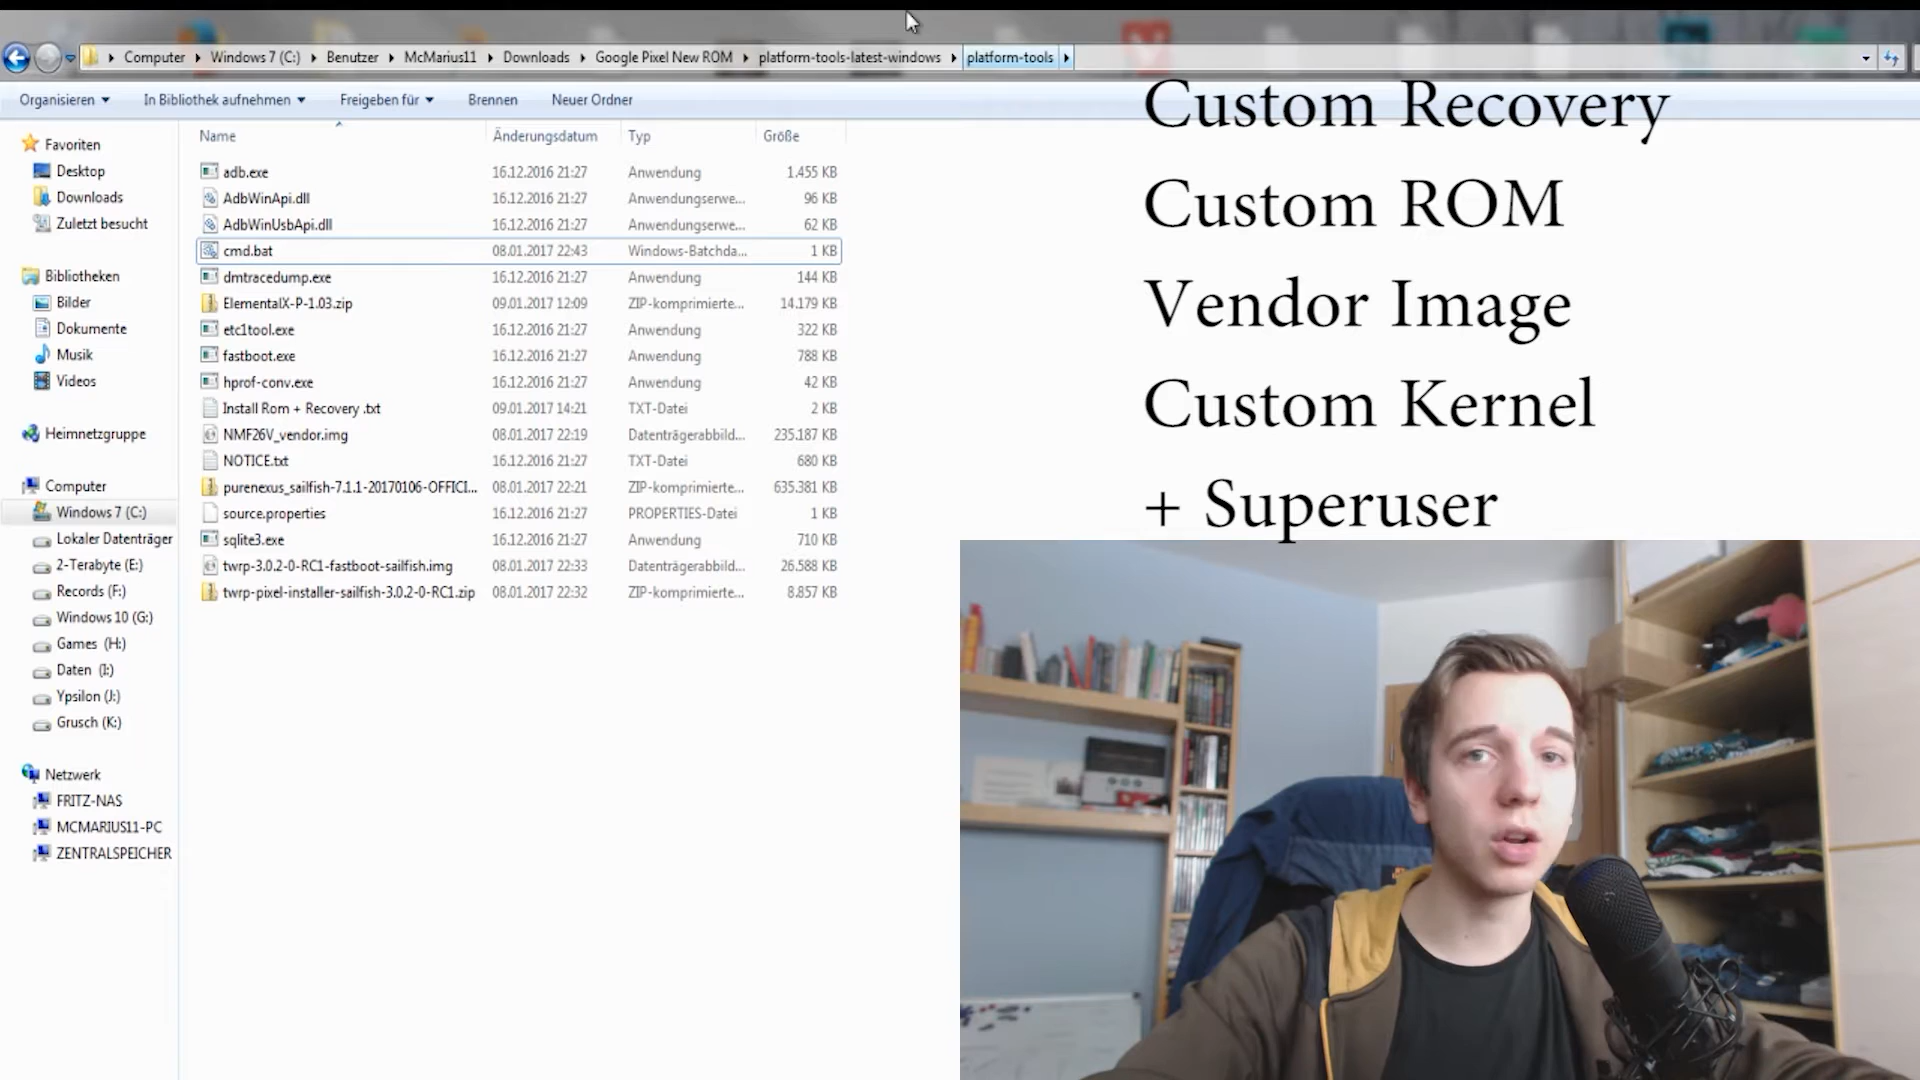 Computer Windows 7 (C:) Benutzer McMarius11 Downloads Google Pixel New ROM platform-tools-latest-windows platform-tools
Organisieren In Bibliothek aufnehmen Freigeben für Brennen Neuer Ordner
Favoriten
Desktop
Downloads
Zuletzt besucht
Bibliotheken
Bilder
Dokumente
Musik
Videos
Heimnetzgruppe
Computer
Windows 7 (C:)
Lokaler Datenträger
2-Terabyte (E:)
Records (F:)
Windows 10 (G:)
Games (H:)
Daten (I:)
Ypsilon (J:)
Grusch (K:)
Netzwerk
FRITZ-NAS
MCMARIUS11-PC
ZENTRALSPEICHER
Name Änderungsdatum Typ Größe
adb.exe 16.12.2016 21:27 Anwendung 1.455 KB
AdbWinApi.dll 16.12.2016 21:27 Anwendungserwe... 96 KB
AdbWinUsbApi.dll 16.12.2016 21:27 Anwendungserwe... 62 KB
cmd.bat 08.01.2017 22:43 Windows-Batchda... 1 KB
dmtracedump.exe 16.12.2016 21:27 Anwendung 144 KB
ElementalX-P-1.03.zip 09.01.2017 12:09 ZIP-komprimierte... 14.179 KB
etc1tool.exe 16.12.2016 21:27 Anwendung 322 KB
fastboot.exe 16.12.2016 21:27 Anwendung 788 KB
hprof-conv.exe 16.12.2016 21:27 Anwendung 42 KB
Install Rom + Recovery .txt 09.01.2017 14:21 TXT-Datei 2 KB
NMF26V_vendor.img 08.01.2017 22:19 Datenträgerabbild... 235.187 KB
NOTICE.txt 16.12.2016 21:27 TXT-Datei 680 KB
purenexus_sailfish-7.1.1-20170106-OFFICI... 08.01.2017 22:21 ZIP-komprimierte... 635.381 KB
source.properties 16.12.2016 21:27 PROPERTIES-Datei 1 KB
sqlite3.exe 16.12.2016 21:27 Anwendung 710 KB
twrp-3.0.2-0-RC1-fastboot-sailfish.img 08.01.2017 22:33 Datenträgerabbild... 26.588 KB
twrp-pixel-installer-sailfish-3.0.2-0-RC1.zip 08.01.2017 22:32 ZIP-komprimierte... 8.857 KB
Custom Recovery
Custom ROM
Vendor Image
Custom Kernel
+ Superuser